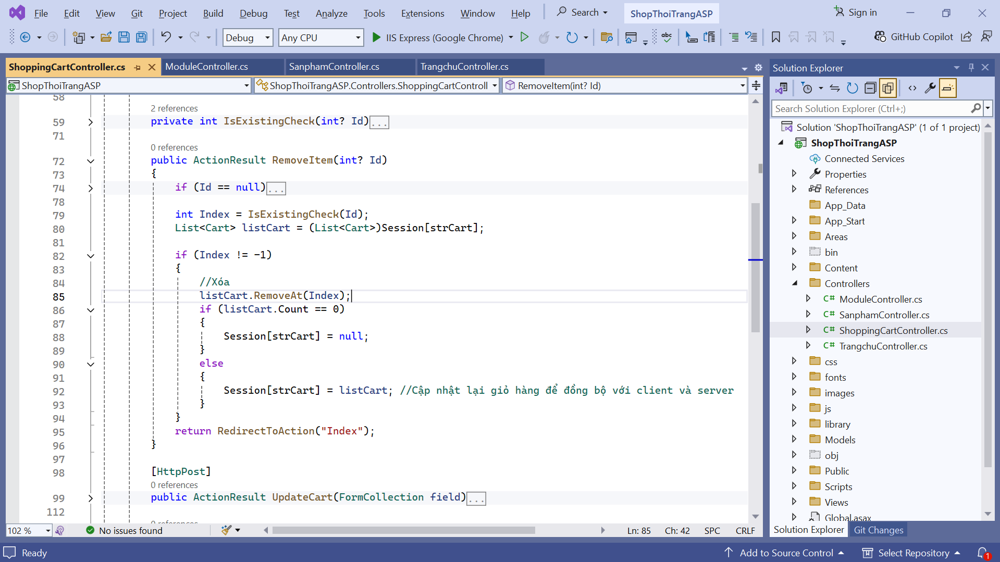 File Edit View Git Project Build Debug Test Analyze Tools Extensions Window Help Search ShopThoiTrangASP Sign in
Debug Any CPU IIS Express (Google Chrome) abc GitHub Copilot
ShoppingCartController.cs ModuleController.cs SanphamController.cs TrangchuController.cs
ShopThoiTrangASP ShopThoiTrangASP.Controllers.ShoppingCartControll RemoveItem(int? Id)
58
2 references
59 private int IsExistingCheck(int? Id)...
71
0 references
72 public ActionResult RemoveItem(int? Id)
73 {
74 if (Id == null)...
78
79 int Index = IsExistingCheck(Id);
80 List<Cart> listCart = (List<Cart>)Session[strCart];
81
82 if (Index != -1)
83 {
84 //Xóa
85 listCart.RemoveAt(Index);
86 if (listCart.Count == 0)
87 {
88 Session[strCart] = null;
89 }
90 else
91 {
92 Session[strCart] = listCart; //Cập nhật lại giỏ hàng để đồng bộ với client và server
93 }
94 }
95 return RedirectToAction("Index");
96 }
97
98 [HttpPost]
0 references
99 public ActionResult UpdateCart(FormCollection field)...
112
0 references
102 % No issues found Ln: 85 Ch: 42 SPC CRLF
Solution Explorer
Search Solution Explorer (Ctrl+;)
Solution 'ShopThoiTrangASP' (1 of 1 project)
ShopThoiTrangASP
Connected Services
Properties
References
App_Data
App_Start
Areas
bin
Content
Controllers
C# ModuleController.cs
C# SanphamController.cs
C# ShoppingCartController.cs
C# TrangchuController.cs
css
fonts
images
js
library
Models
obj
Public
Scripts
Views
Global.asax
Solution Explorer Git Changes
Ready Add to Source Control Select Repository 1